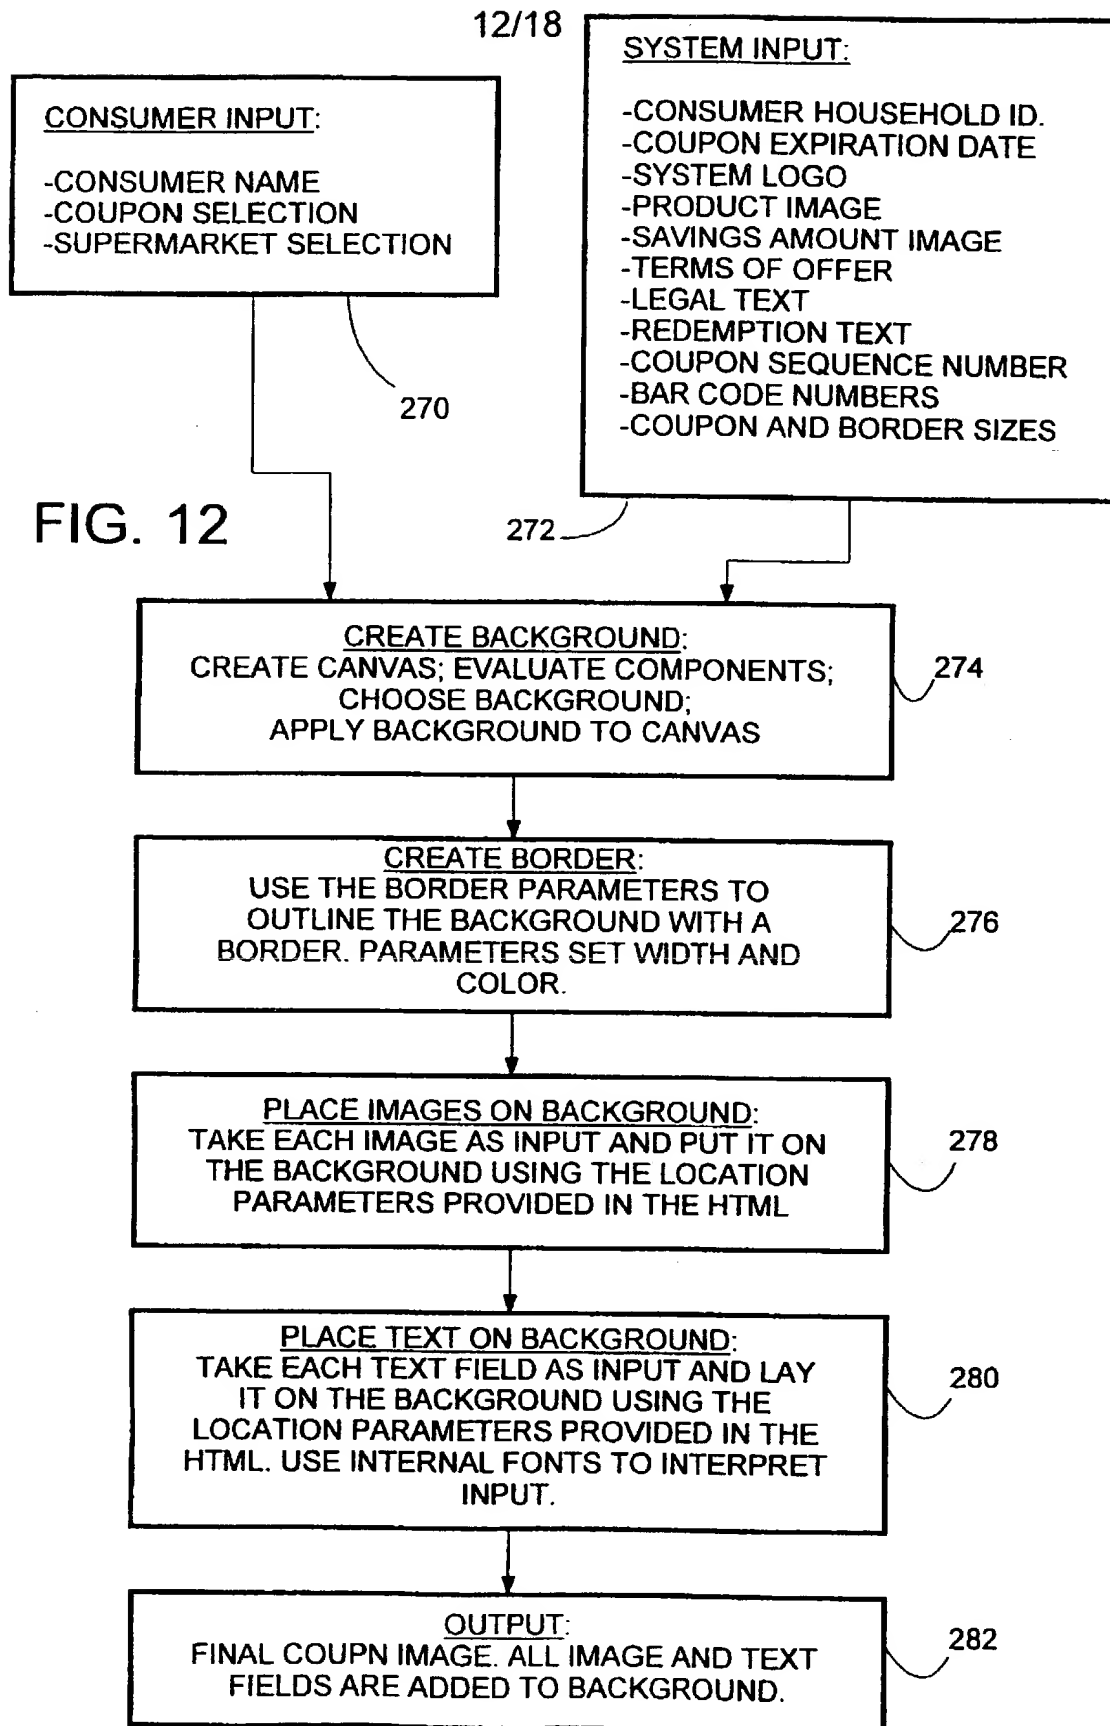 12/18
CONSUMER INPUT:
-CONSUMER NAME
-COUPON SELECTION
-SUPERMARKET SELECTION
270
SYSTEM INPUT:
-CONSUMER HOUSEHOLD ID.
-COUPON EXPIRATION DATE
-SYSTEM LOGO
-PRODUCT IMAGE
-SAVINGS AMOUNT IMAGE
-TERMS OF OFFER
-LEGAL TEXT
-REDEMPTION TEXT
-COUPON SEQUENCE NUMBER
-BAR CODE NUMBERS
-COUPON AND BORDER SIZES
272
FIG. 12
CREATE BACKGROUND:
CREATE CANVAS; EVALUATE COMPONENTS;
CHOOSE BACKGROUND;
APPLY BACKGROUND TO CANVAS
274
CREATE BORDER:
USE THE BORDER PARAMETERS TO
OUTLINE THE BACKGROUND WITH A
BORDER. PARAMETERS SET WIDTH AND
COLOR.
276
PLACE IMAGES ON BACKGROUND:
TAKE EACH IMAGE AS INPUT AND PUT IT ON
THE BACKGROUND USING THE LOCATION
PARAMETERS PROVIDED IN THE HTML
278
PLACE TEXT ON BACKGROUND:
TAKE EACH TEXT FIELD AS INPUT AND LAY
IT ON THE BACKGROUND USING THE
LOCATION PARAMETERS PROVIDED IN THE
HTML. USE INTERNAL FONTS TO INTERPRET
INPUT.
280
OUTPUT:
FINAL COUPN IMAGE. ALL IMAGE AND TEXT
FIELDS ARE ADDED TO BACKGROUND.
282